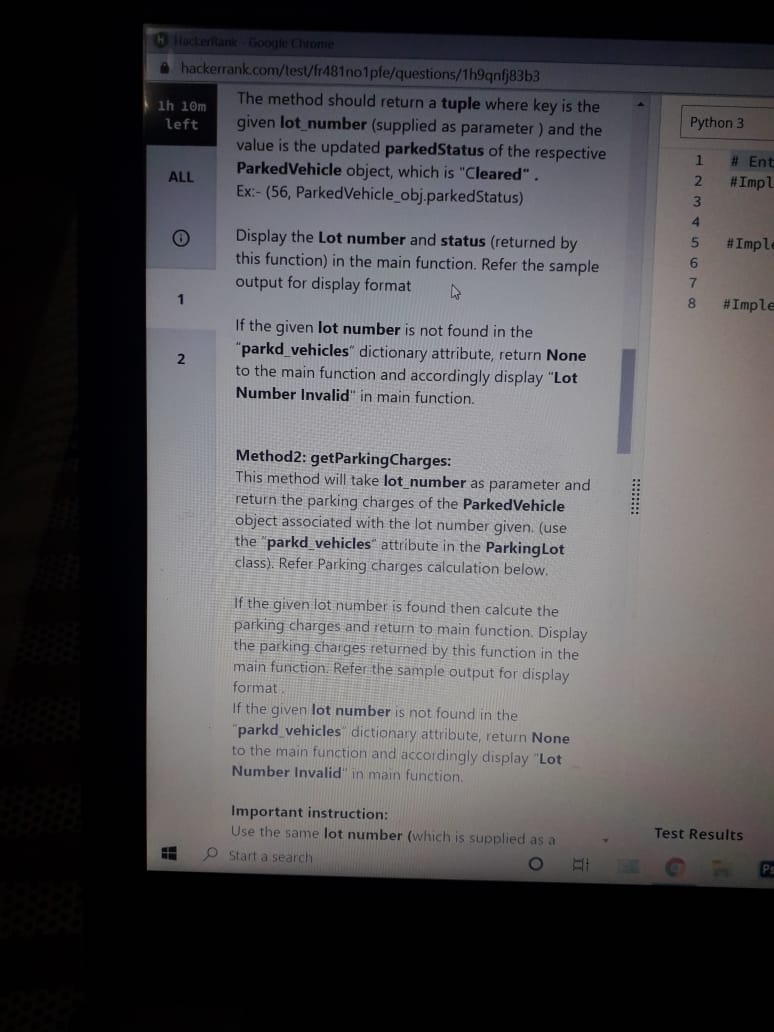 HackerRank - Google Chrome
hackerrank.com/test/fr481no1pfe/questions/1h9qnfj83b3
1h 10m
left
ALL
1
2
The method should return a tuple where key is the
given lot_number (supplied as parameter ) and the
value is the updated parkedStatus of the respective
ParkedVehicle object, which is "Cleared" .
Ex:- (56, ParkedVehicle_obj.parkedStatus)
Display the Lot number and status (returned by
this function) in the main function. Refer the sample
output for display format
If the given lot number is not found in the
"parkd_vehicles" dictionary attribute, return None
to the main function and accordingly display "Lot
Number Invalid" in main function.
Method2: getParkingCharges:
This method will take lot_number as parameter and
return the parking charges of the ParkedVehicle
object associated with the lot number given. (use
the "parkd_vehicles" attribute in the ParkingLot
class). Refer Parking charges calculation below.
If the given lot number is found then calcute the
parking charges and return to main function. Display
the parking charges returned by this function in the
main function. Refer the sample output for display
format .
If the given lot number is not found in the
"parkd_vehicles" dictionary attribute, return None
to the main function and accordingly display "Lot
Number Invalid" in main function.
Important instruction:
Use the same lot number (which is supplied as a
Python 3
1 # Ent
2 #Impl
3
4
5 #Imple
6
7
8 #Imple
Test Results
Start a search